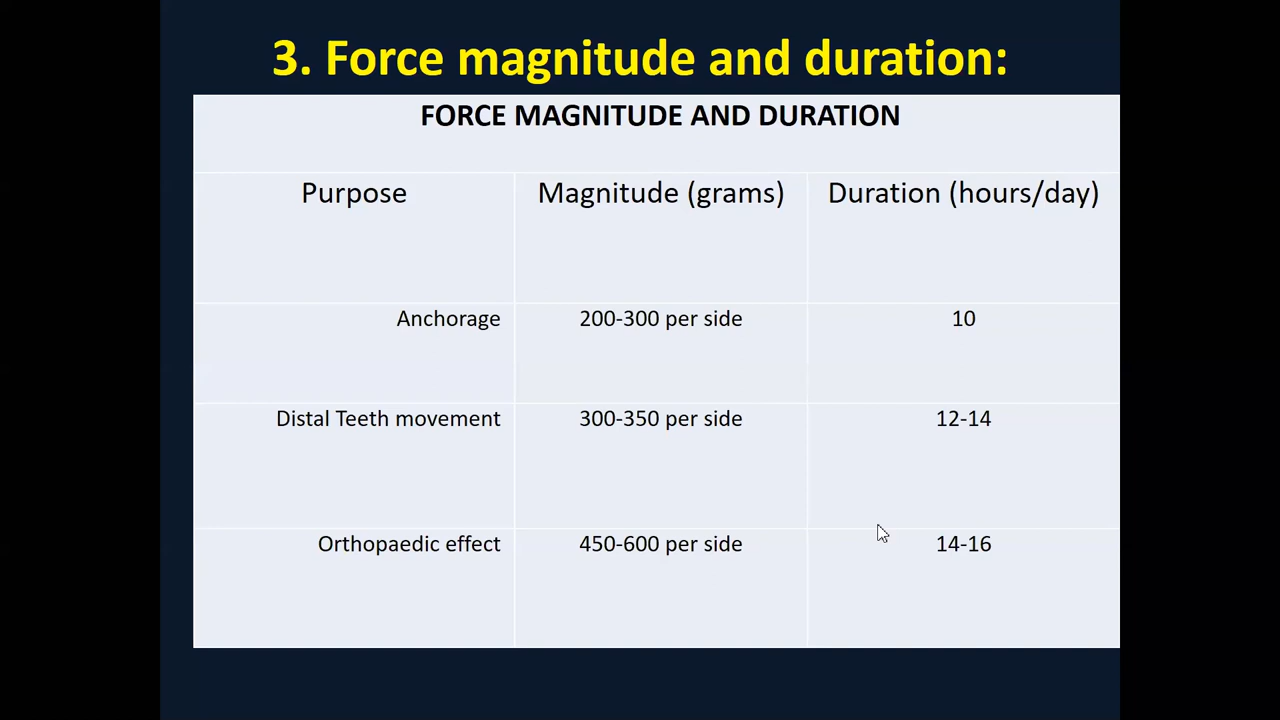 3. Force magnitude and duration:
FORCE MAGNITUDE AND DURATION
Purpose Magnitude (grams) Duration (hours/day)
Anchorage 200-300 per side 10
Distal Teeth movement 300-350 per side 12-14
Orthopaedic effect 450-600 per side 14-16